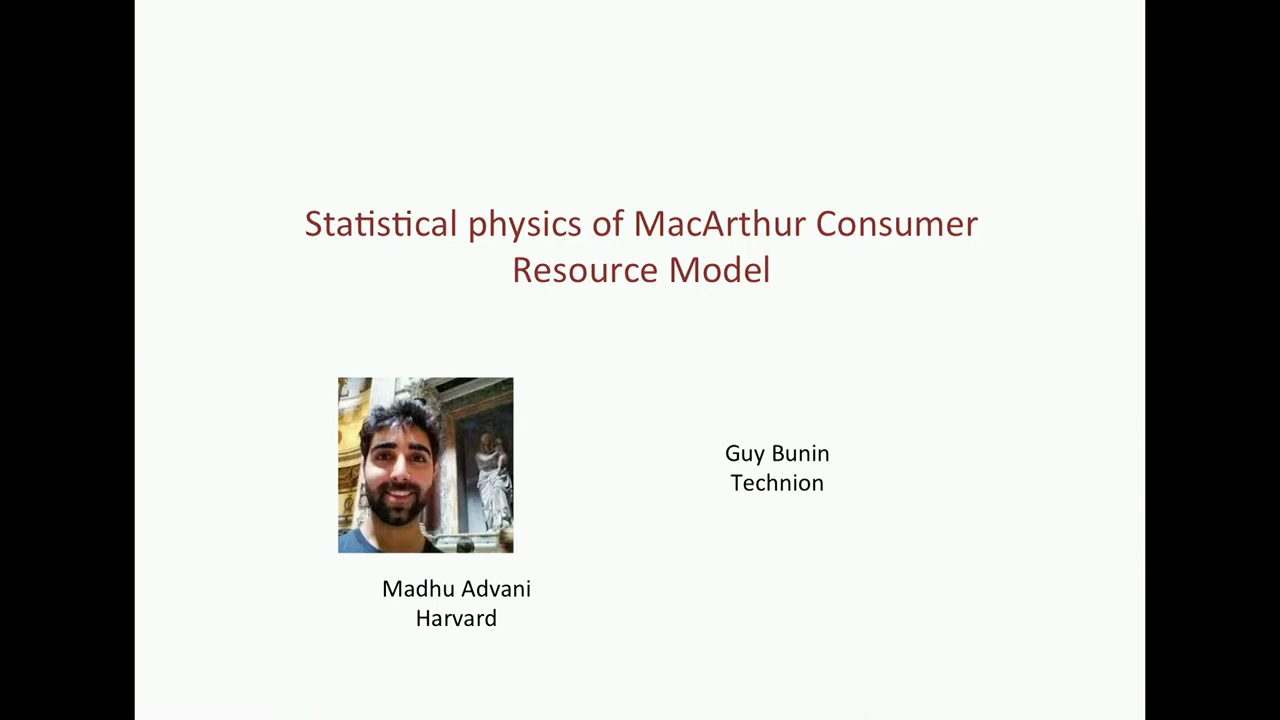 Statistical physics of MacArthur Consumer
Resource Model
Guy Bunin
Technion
Madhu Advani
Harvard